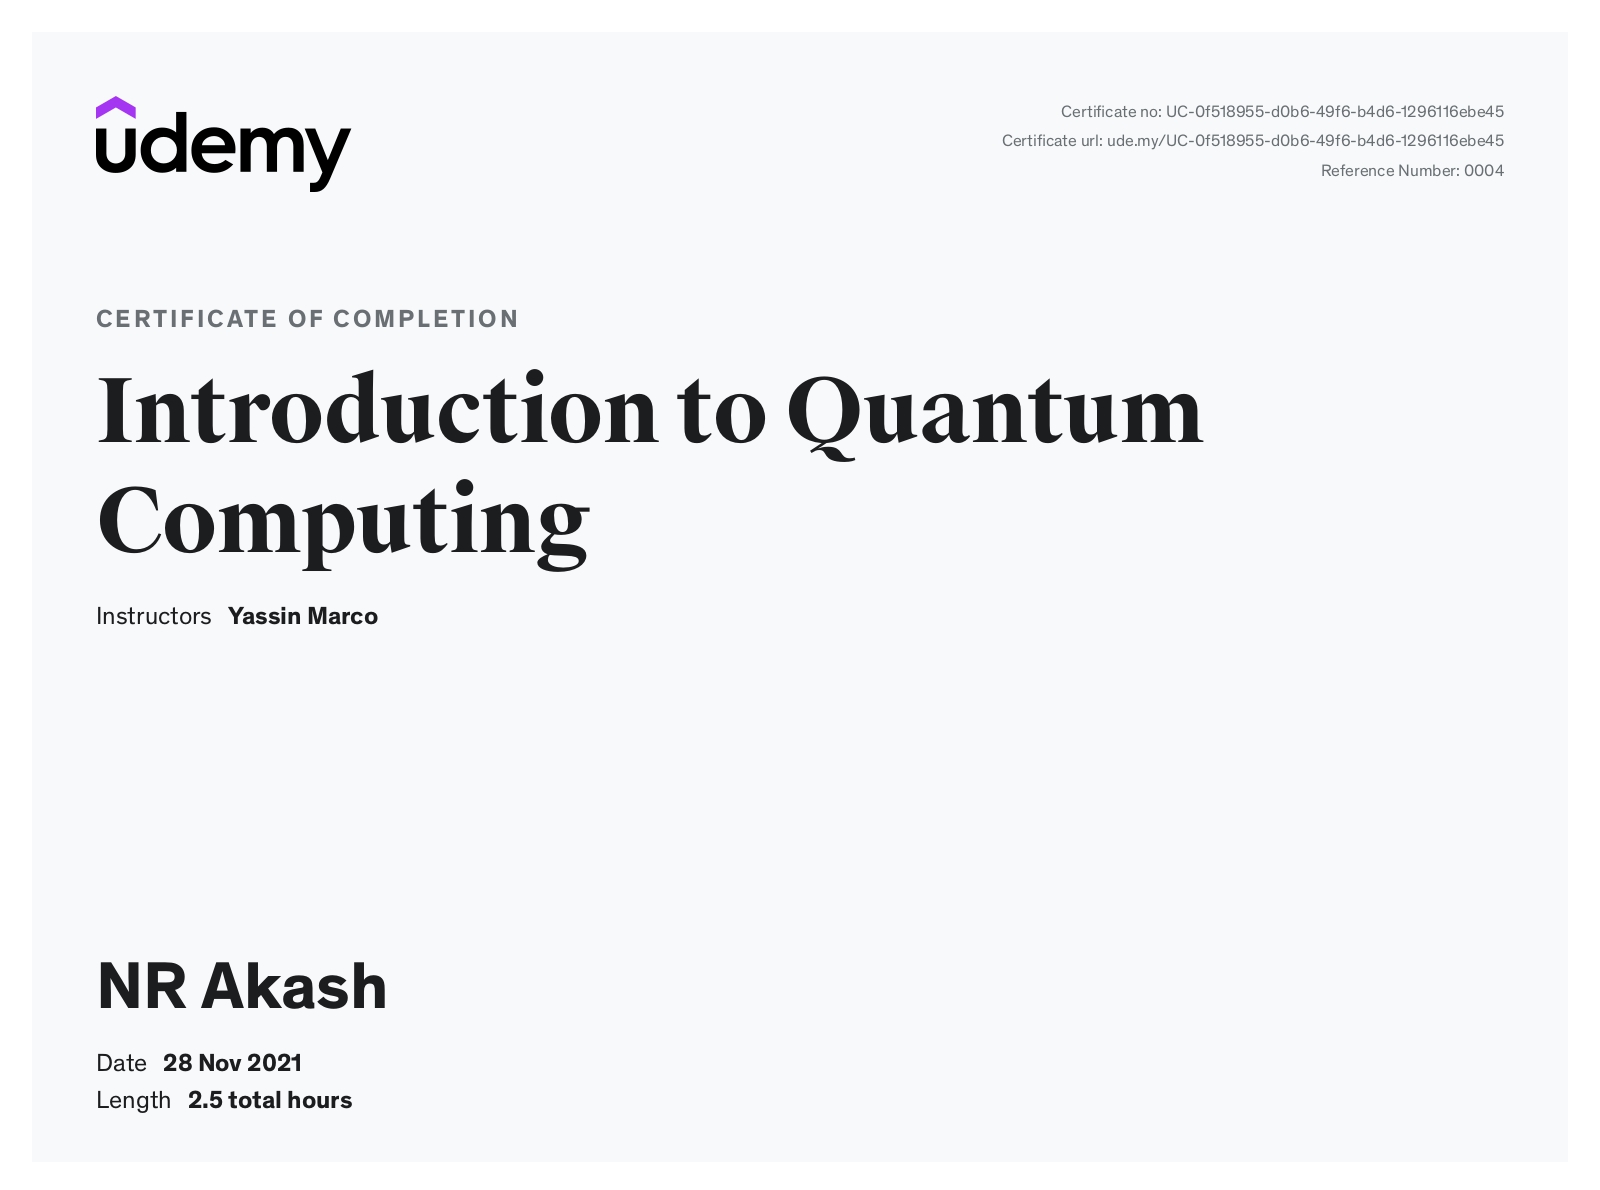 udemy
Certificate no: UC-0f518955-d0b6-49f6-b4d6-1296116ebe45
Certificate url: ude.my/UC-0f518955-d0b6-49f6-b4d6-1296116ebe45
Reference Number: 0004
CERTIFICATE OF COMPLETION
Introduction to Quantum
Computing
Instructors Yassin Marco
NR Akash
Date 28 Nov 2021
Length 2.5 total hours